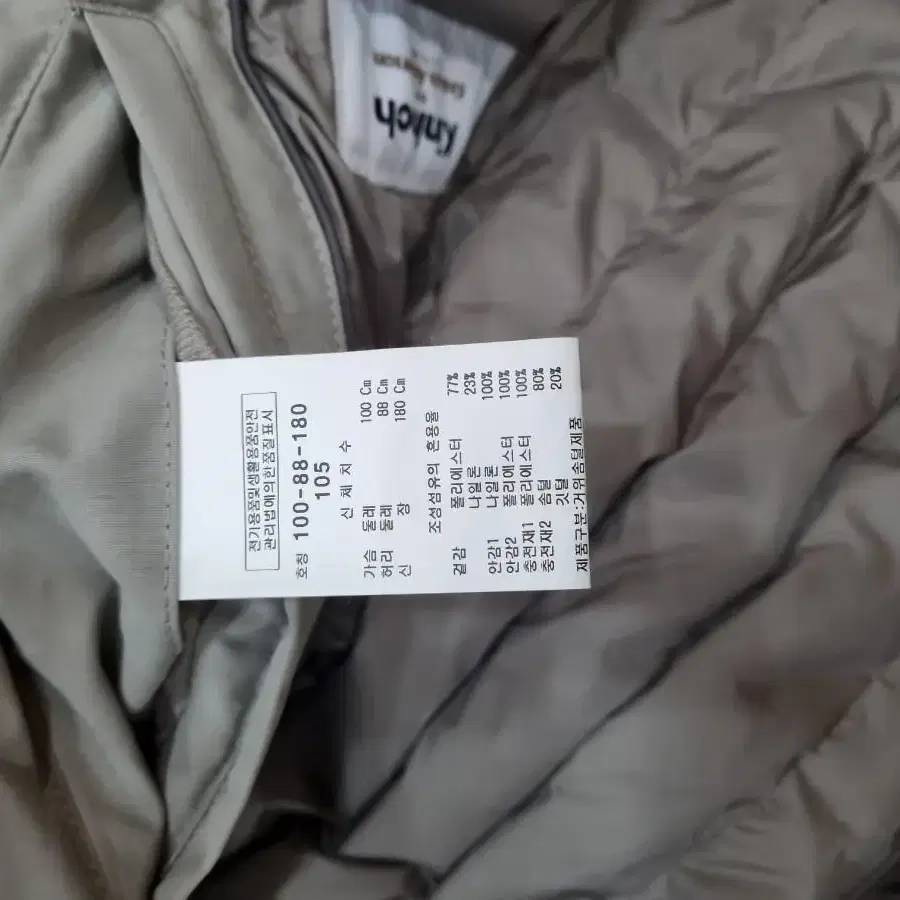 knich
전기용품및생활용품안전
관리법에의한품질표시
호칭 100-88-180
105
신 체 치 수
가슴 둘레 100 Cm
허리 둘레 88 Cm
신 장 180 Cm
조성섬유의 혼용율
겉감 폴리에스터 77%
나일론 23%
안감1 나일론 100%
안감2 폴리에스터 100%
충전재1 폴리에스터 100%
충전재2 솜털 80%
깃털 20%
제품구분:거위솜털제품